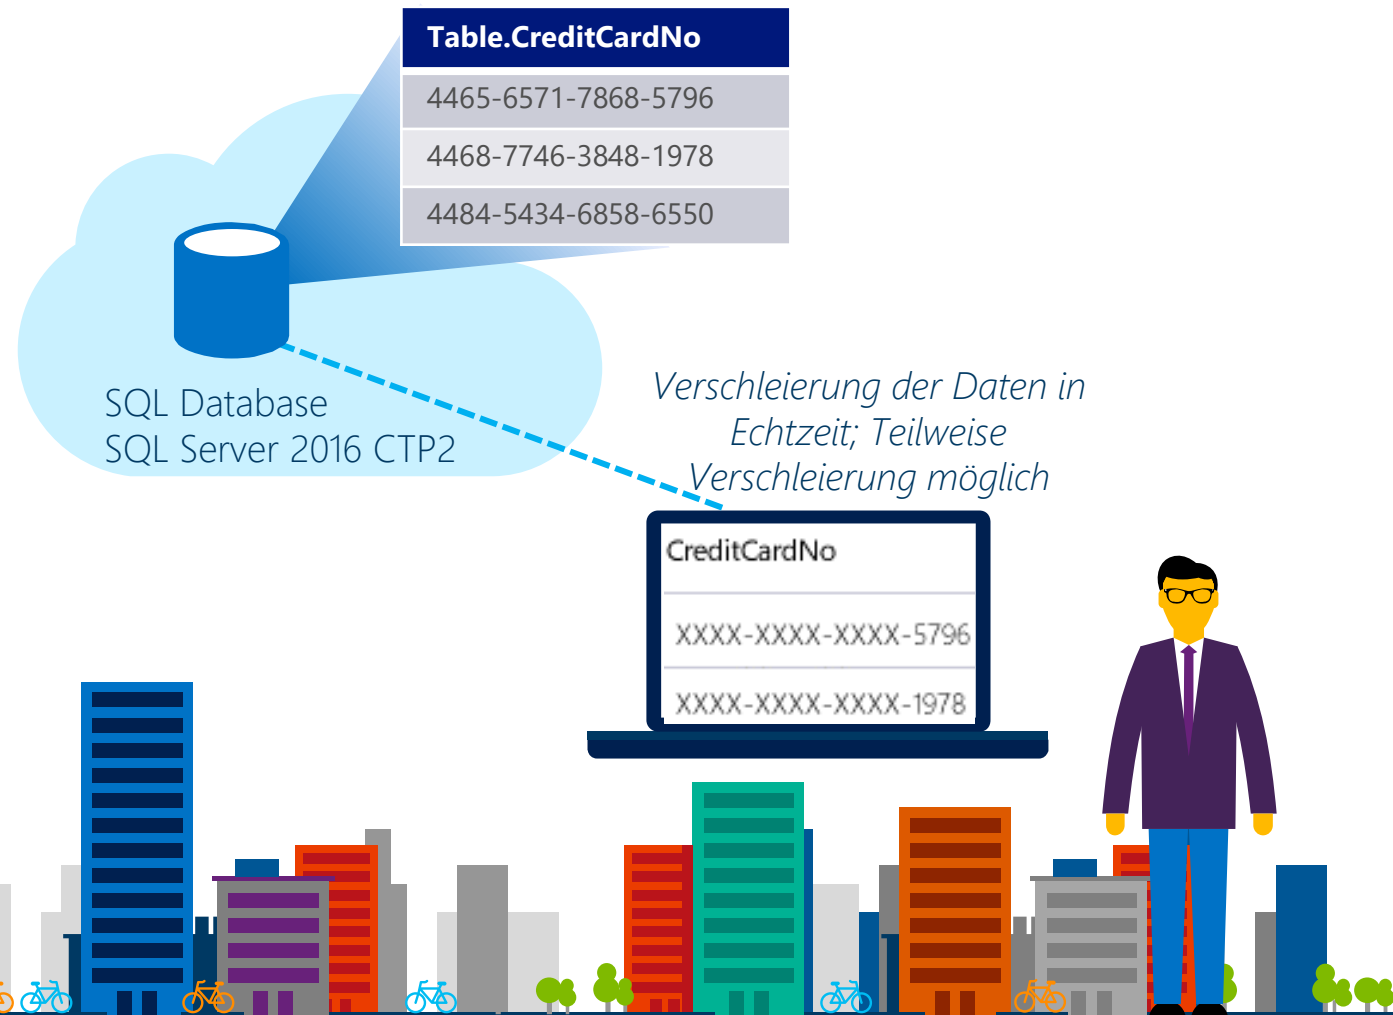 Table.CreditCardNo
4465-6571-7868-5796
4468-7746-3848-1978
4484-5434-6858-6550
SQL Database
SQL Server 2016 CTP2
Verschleierung der Daten in
Echtzeit; Teilweise
Verschleierung möglich
CreditCardNo
XXXX-XXXX-XXXX-5796
XXXX-XXXX-XXXX-1978